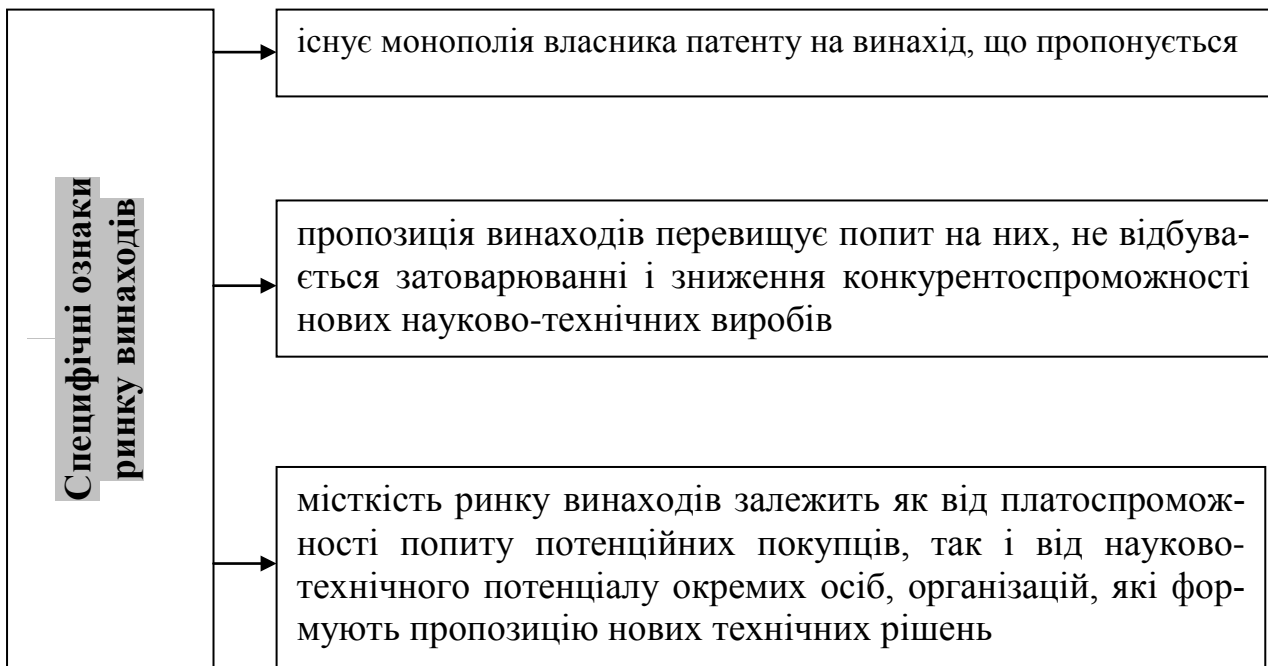 Специфічні ознаки
ринку винаходів
існує монополія власника патенту на винахід, що пропонується
пропозиція винаходів перевищує попит на них, не відбува-
ється затоварюванні і зниження конкурентоспроможності
нових науково-технічних виробів
місткість ринку винаходів залежить як від платоспромож-
ності попиту потенційних покупців, так і від науково-
технічного потенціалу окремих осіб, організацій, які фор-
мують пропозицію нових технічних рішень